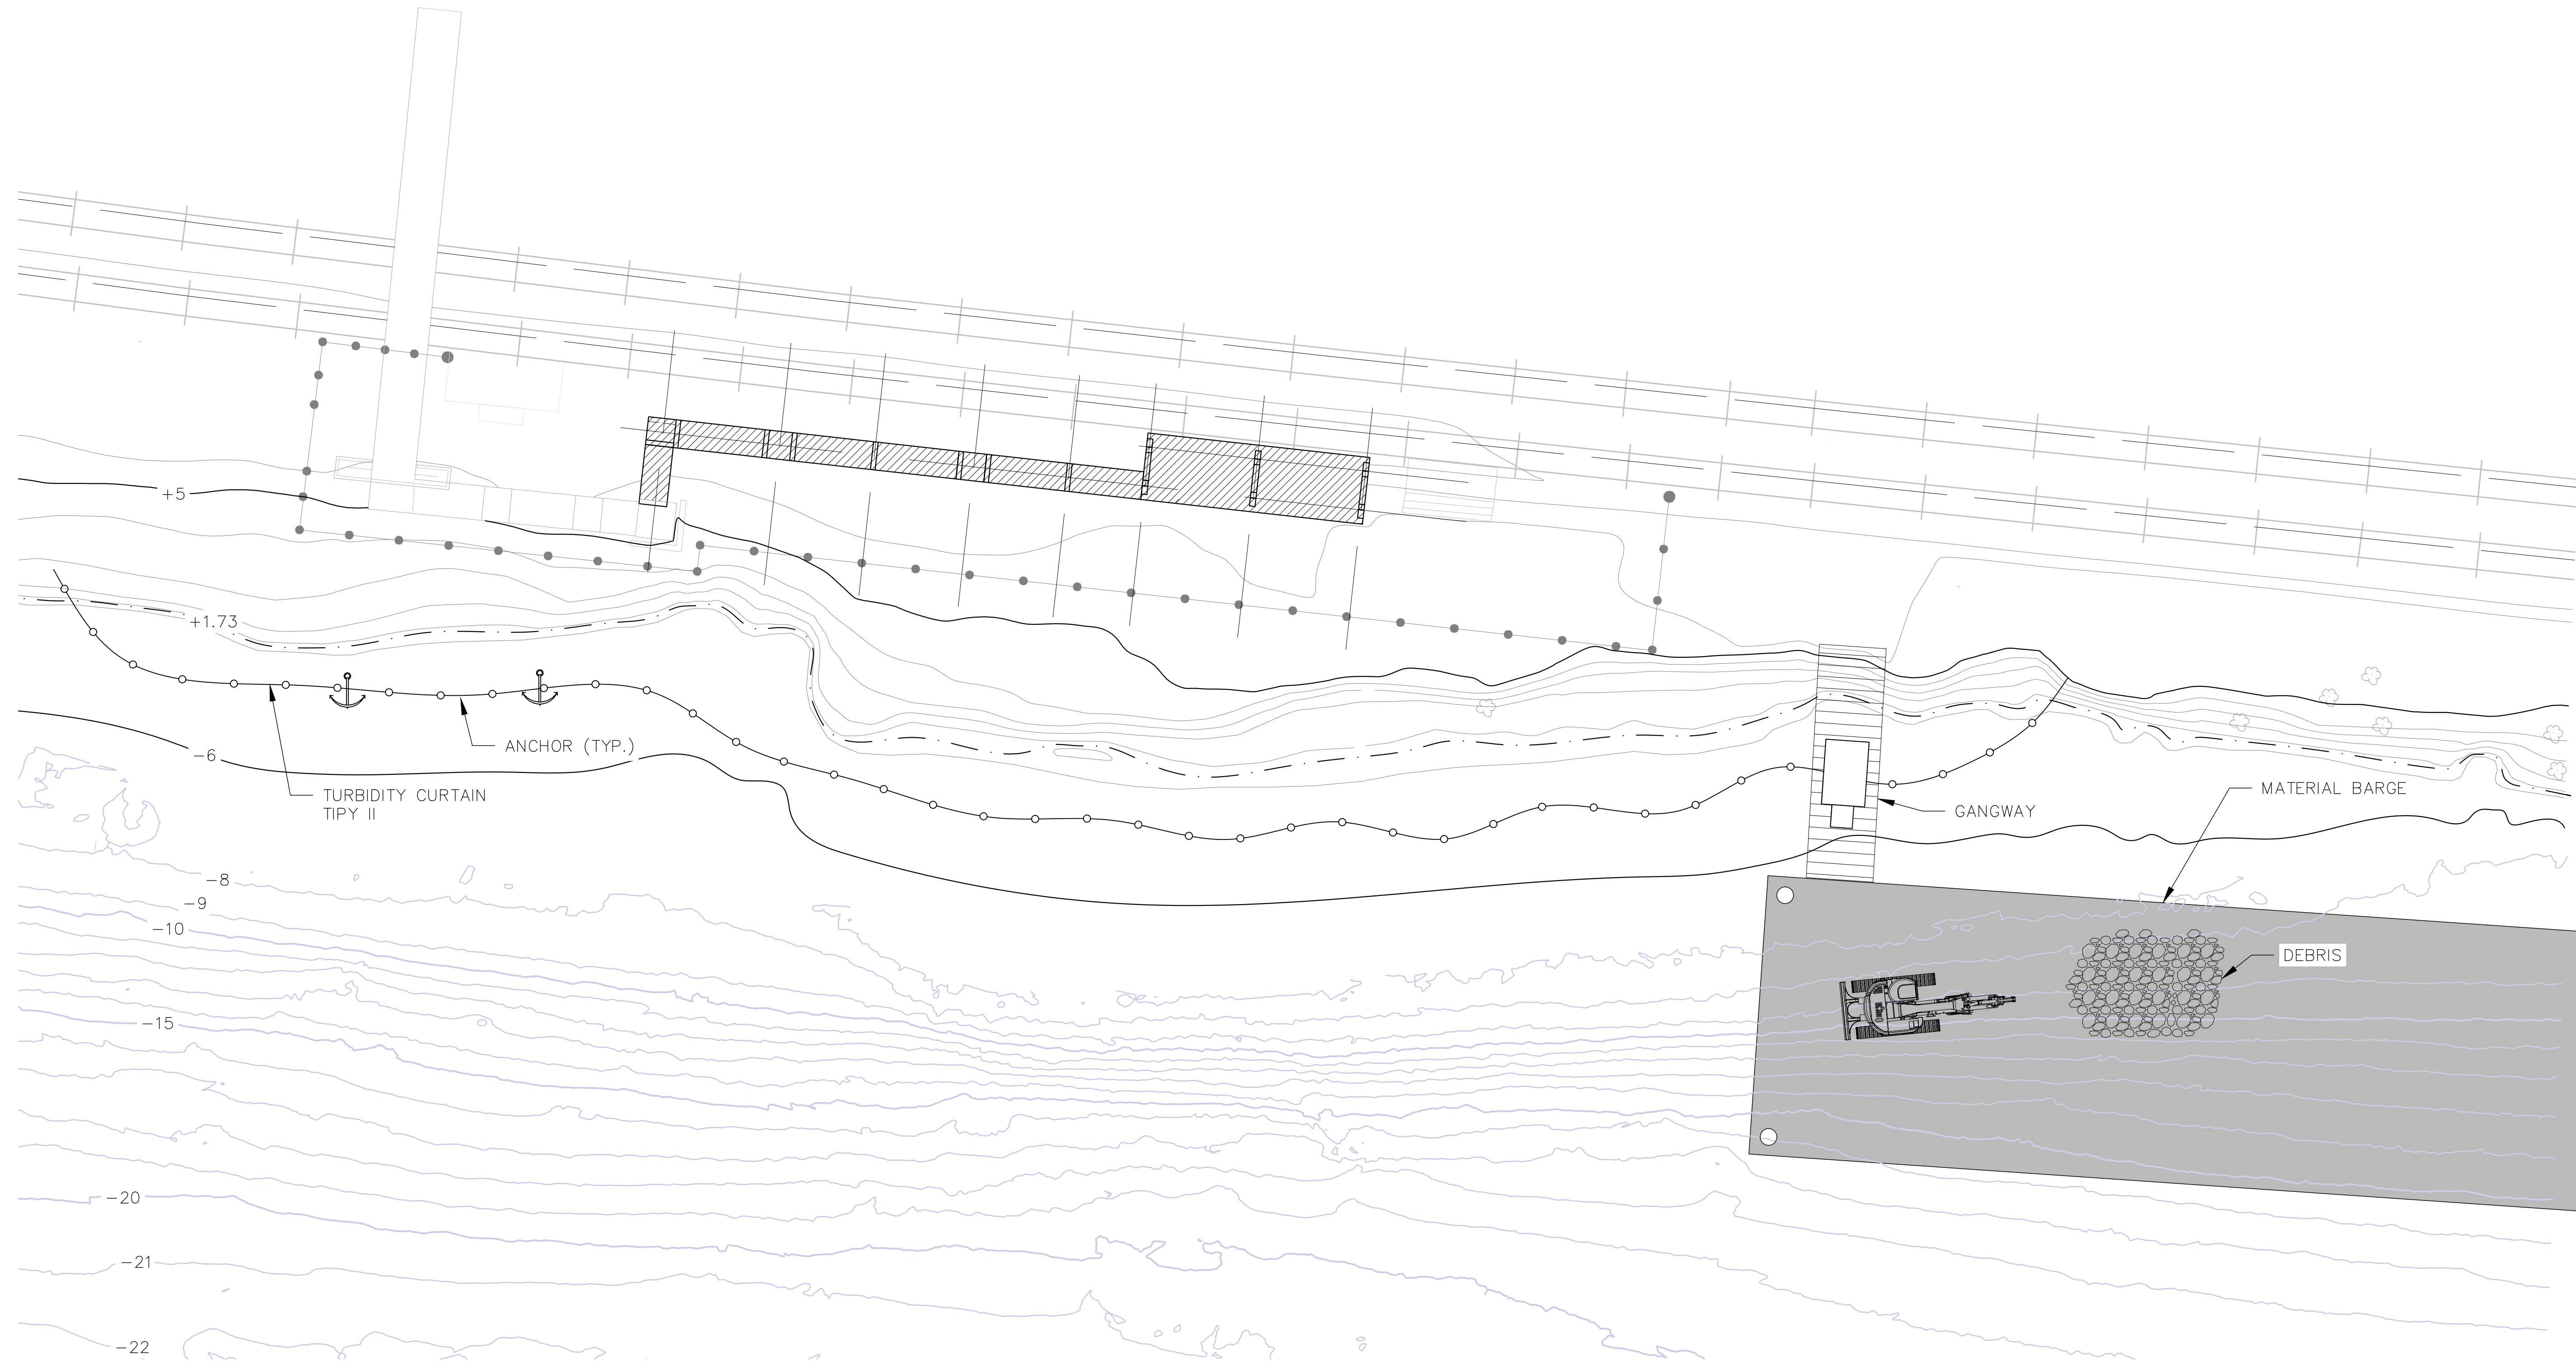 +5
+1.73
ANCHOR (TYP.)
-6
TURBIDITY CURTAIN
TIPY II
MATERIAL BARGE
GANGWAY
-8
-9
-10
DEBRIS
-15
-20
-21
-22